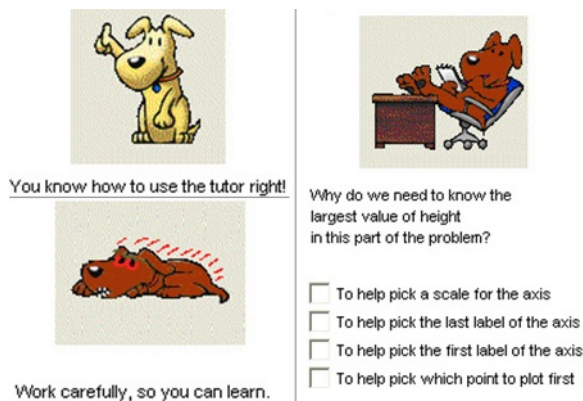 You know how to use the tutor right!
Work carefully, so you can learn.
Why do we need to know the
largest value of height
in this part of the problem?
To help pick a scale for the axis
To help pick the last label of the axis
To help pick the first label of the axis
To help pick which point to plot first